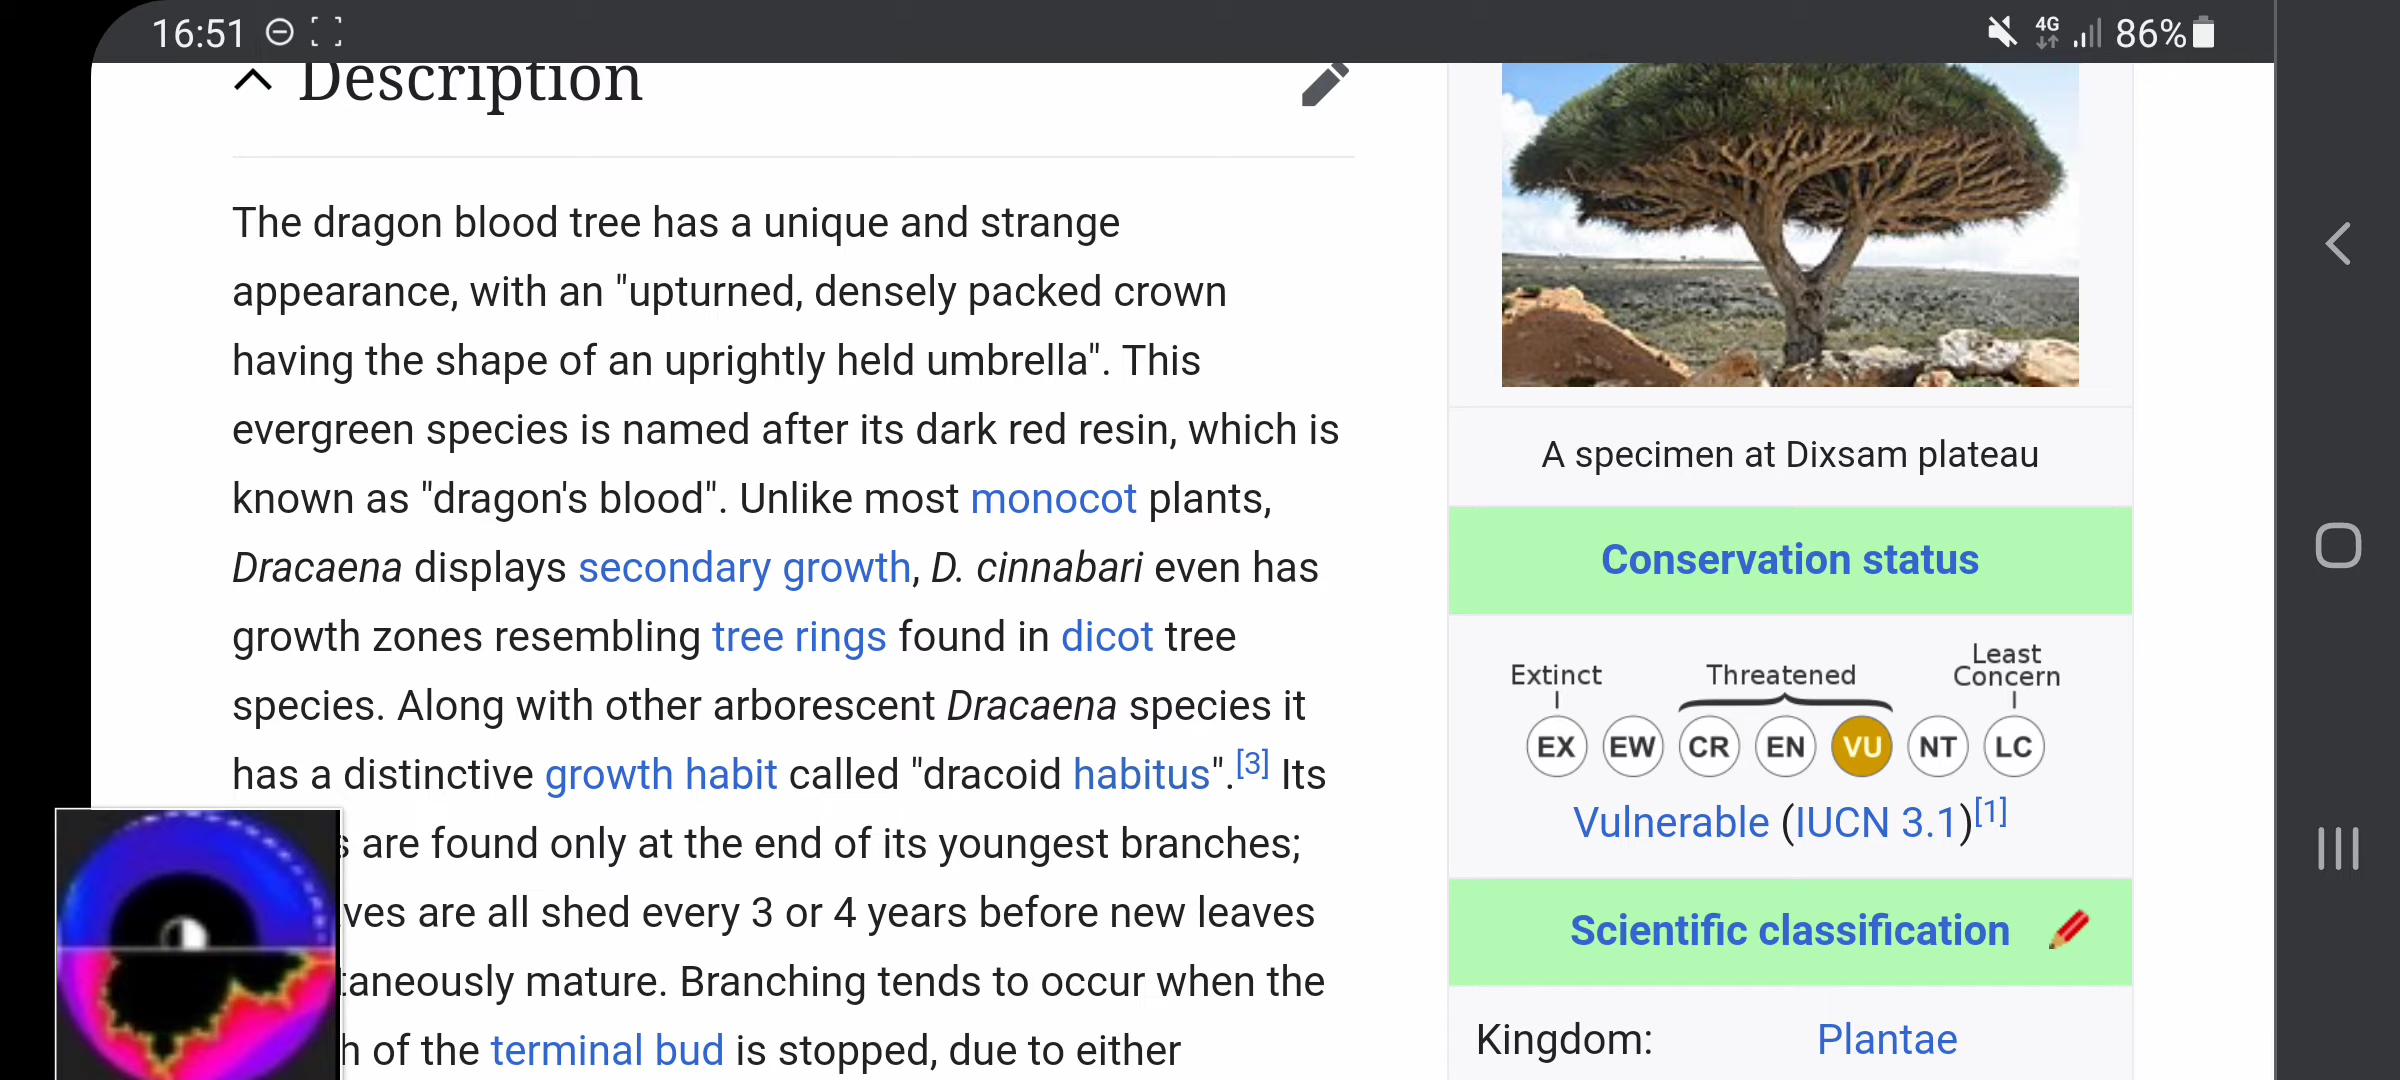 16:51
4G
86%
Description
The dragon blood tree has a unique and strange
appearance, with an "upturned, densely packed crown
having the shape of an uprightly held umbrella". This
evergreen species is named after its dark red resin, which is
known as "dragon's blood". Unlike most monocot plants,
Dracaena displays secondary growth, D. cinnabari even has
growth zones resembling tree rings found in dicot tree
species. Along with other arborescent Dracaena species it
has a distinctive growth habit called "dracoid habitus".[3] Its
are found only at the end of its youngest branches;
are all shed every 3 or 4 years before new leaves
mature. Branching tends to occur when the
of the terminal bud is stopped, due to either
A specimen at Dixsam plateau
Conservation status
Extinct
Threatened
Least
Concern
EX EW CR EN VU NT LC
Vulnerable (IUCN 3.1)[1]
Scientific classification
Kingdom: Plantae